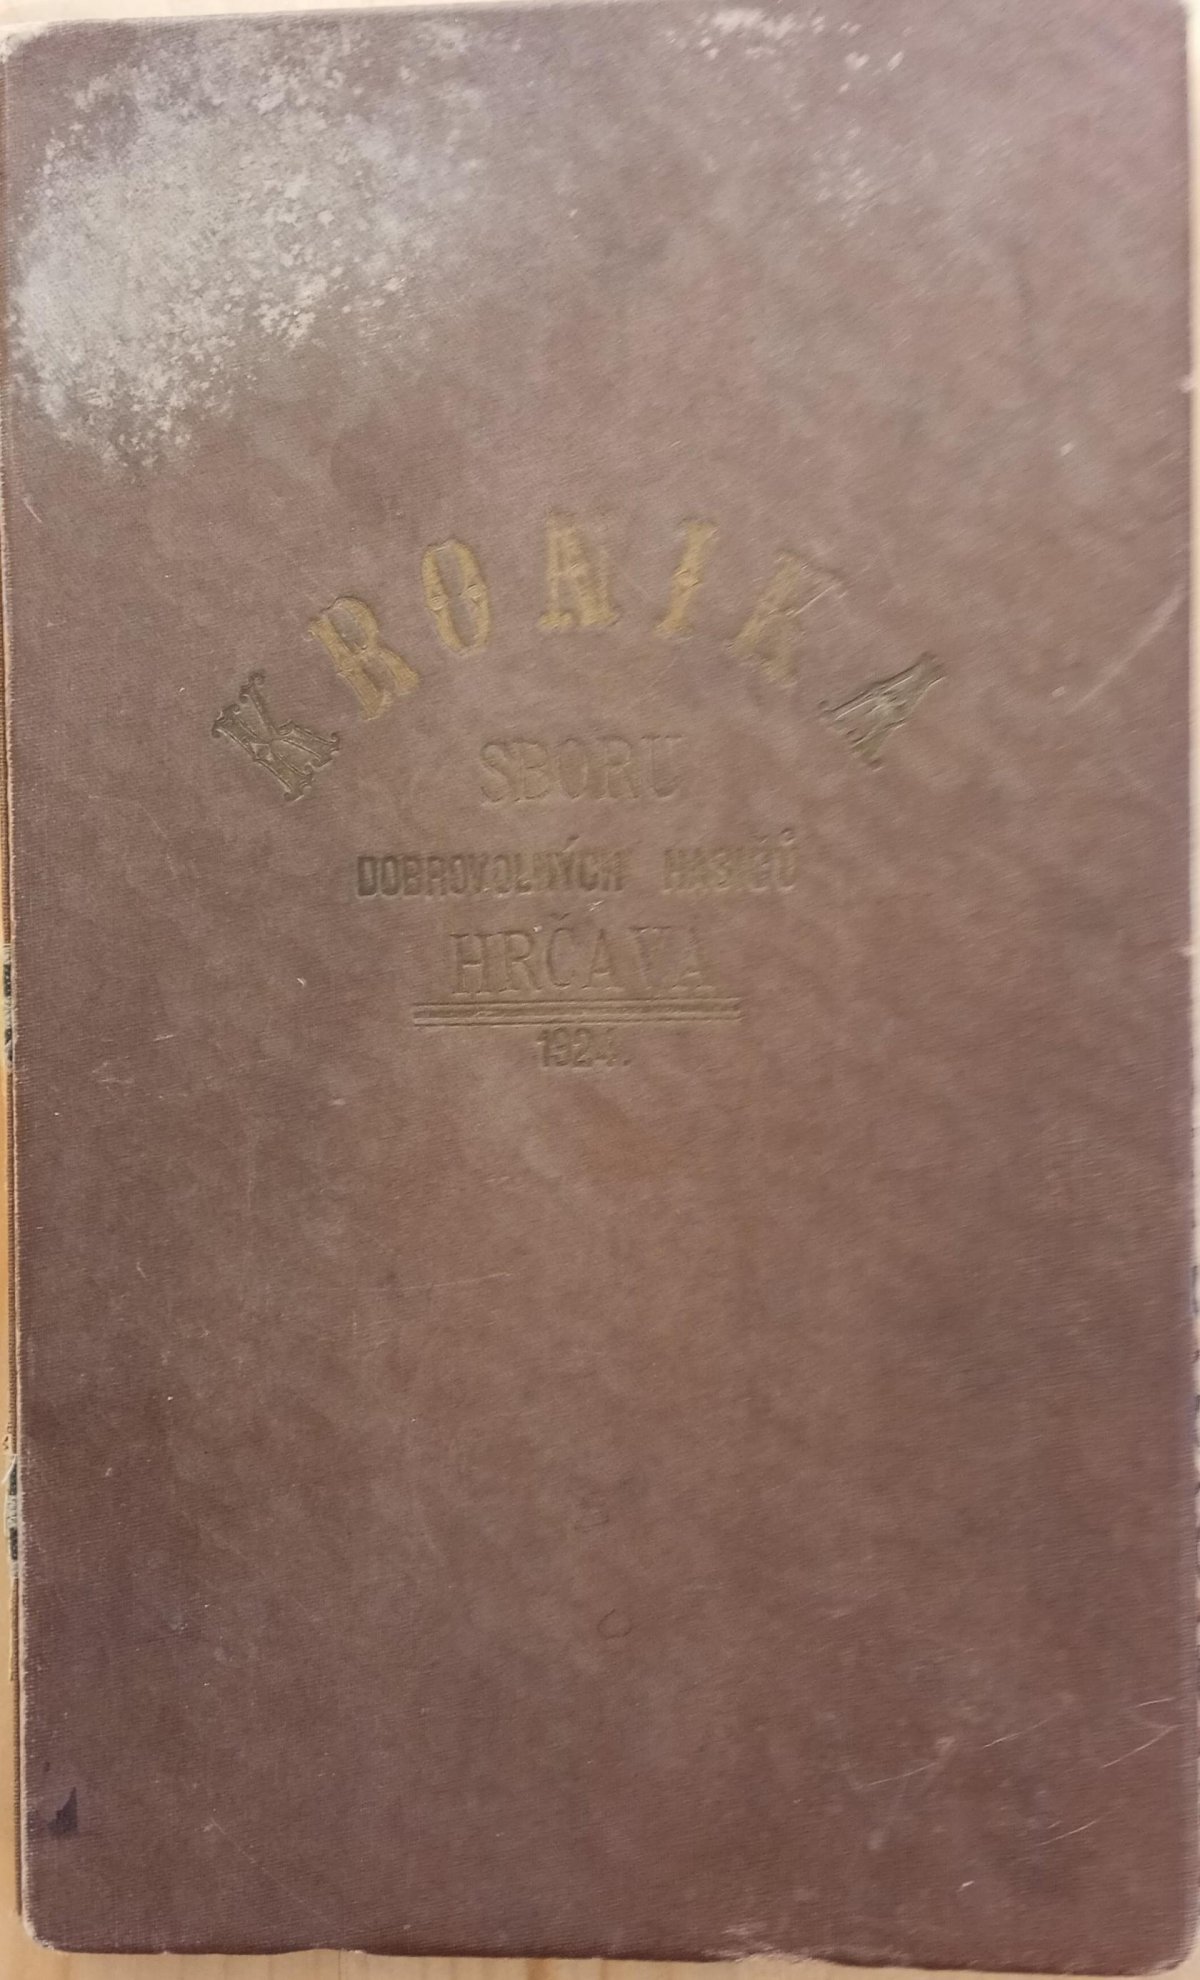 KRONIKA
SBORU
DOBROVOLNÝCH HASIČŮ
HRČAVA
1924.